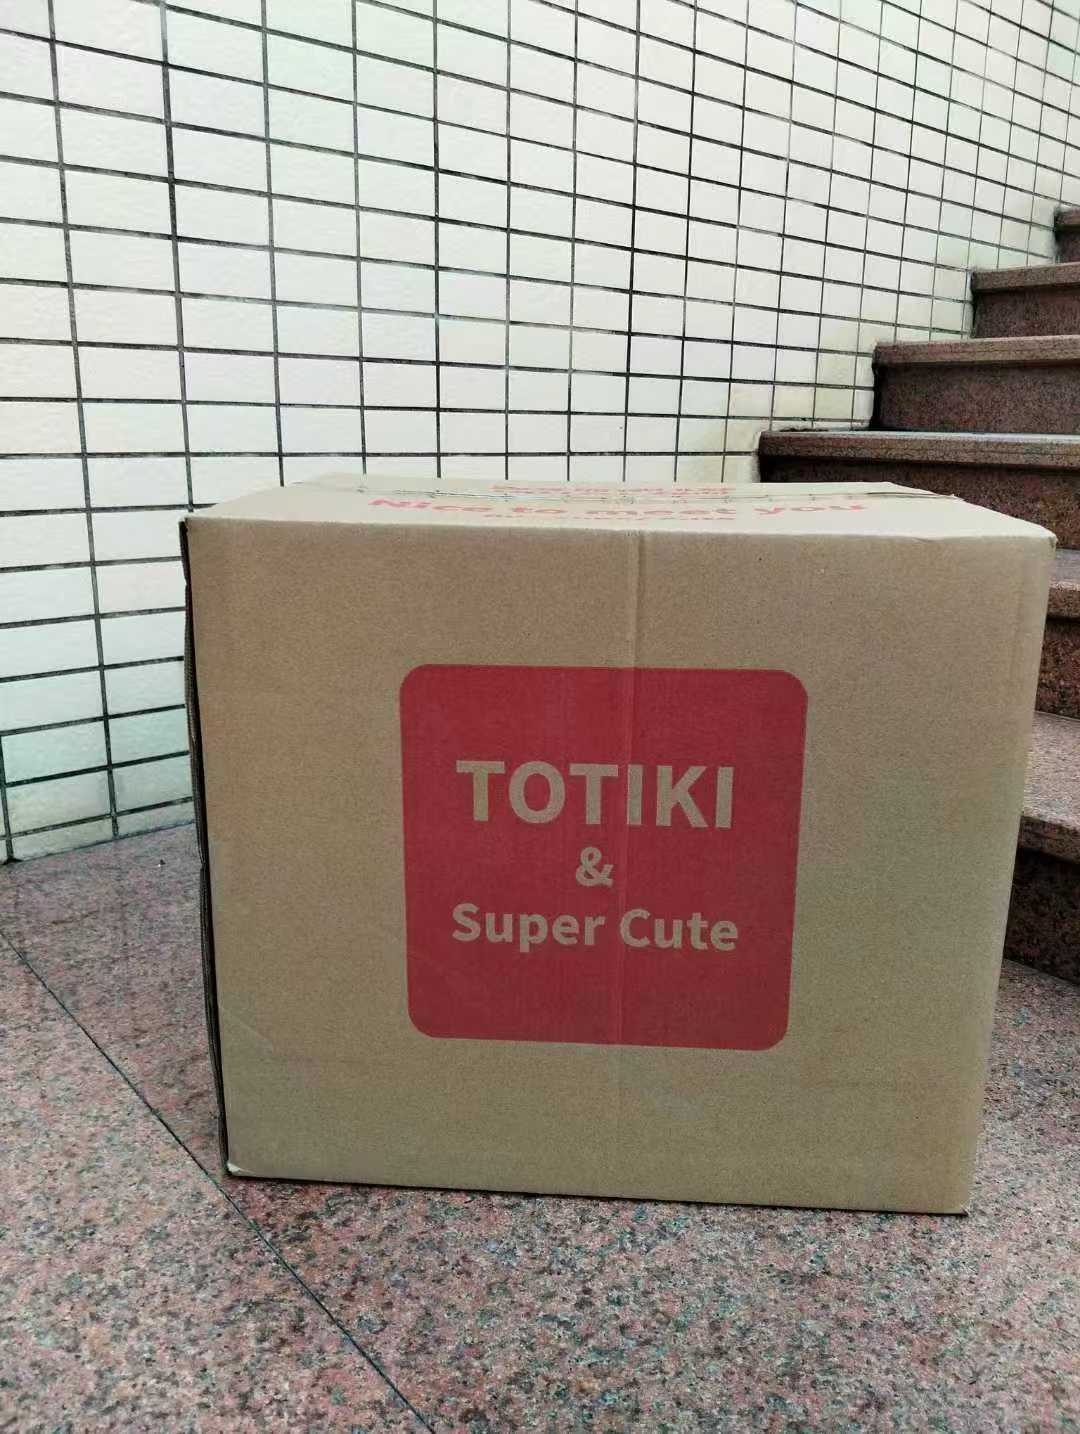 Nice to meet you
TOTIKI
&
Super Cute